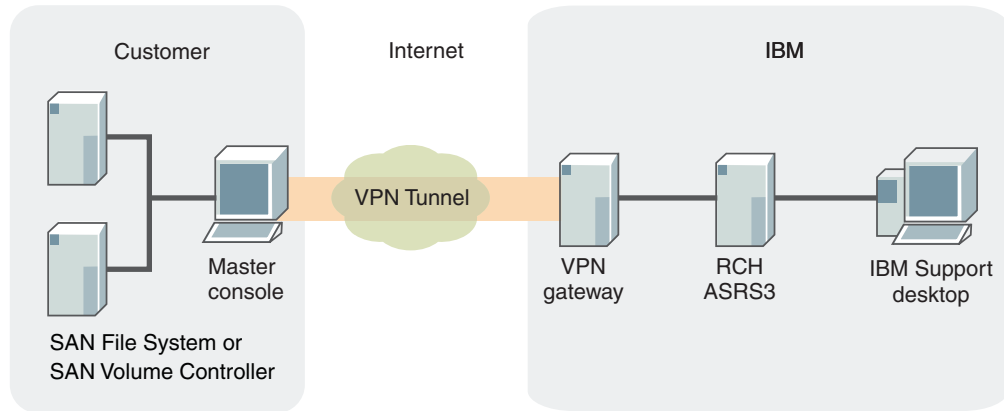 Customer
Internet
IBM
VPN Tunnel
Master
console
VPN
gateway
RCH
ASRS3
IBM Support
desktop
SAN File System or
SAN Volume Controller